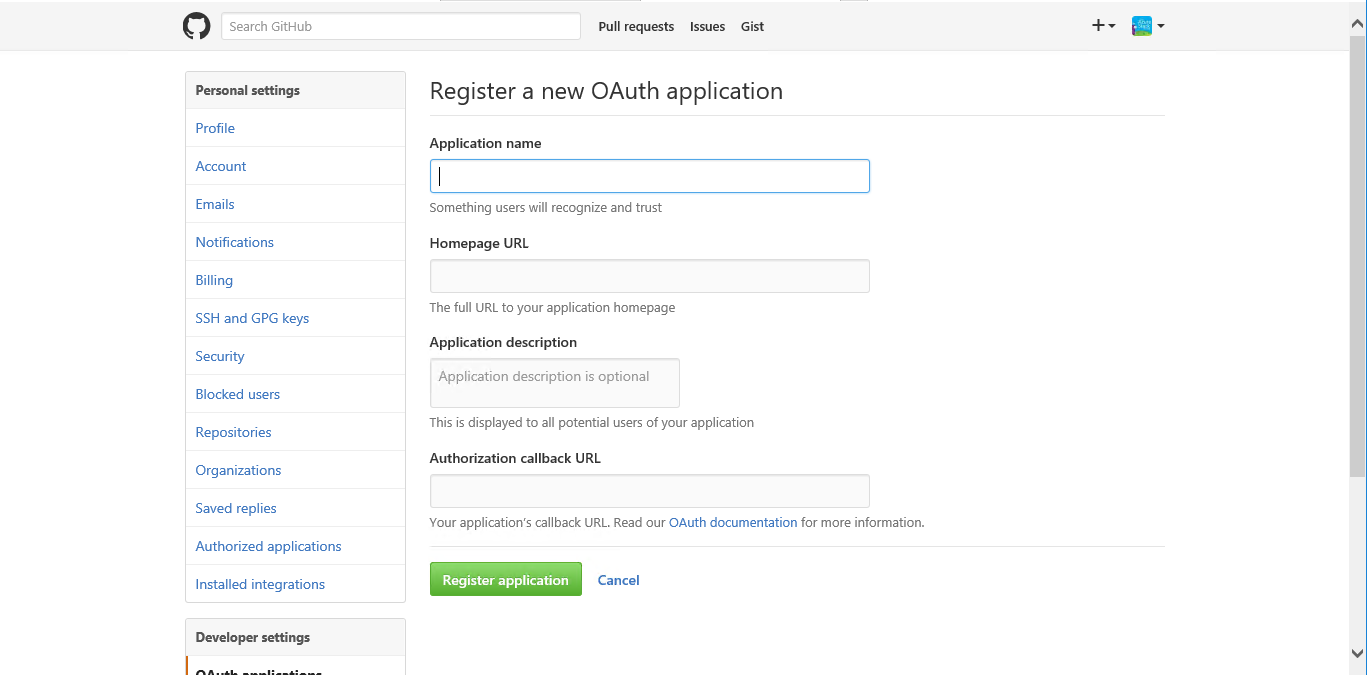 Search GitHub
Pull requests Issues Gist
Personal settings
Profile
Account
Emails
Notifications
Billing
SSH and GPG keys
Security
Blocked users
Repositories
Organizations
Saved replies
Authorized applications
Installed integrations
Developer settings
OAuth applications
Register a new OAuth application
Application name
Something users will recognize and trust
Homepage URL
The full URL to your application homepage
Application description
Application description is optional
This is displayed to all potential users of your application
Authorization callback URL
Your application's callback URL. Read our OAuth documentation for more information.
Register application Cancel